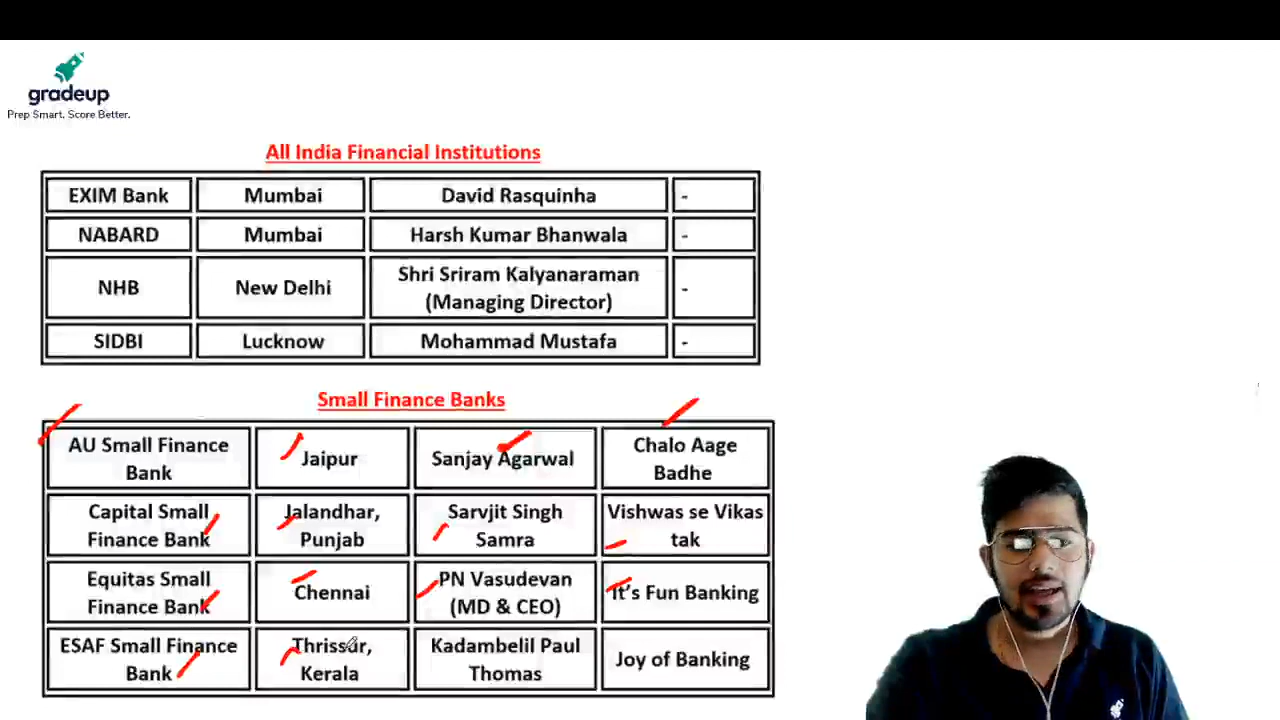 gradeup
Prep Smart. Score Better.
All India Financial Institutions
EXIM Bank Mumbai David Rasquinha -
NABARD Mumbai Harsh Kumar Bhanwala -
NHB New Delhi Shri Sriram Kalyanaraman (Managing Director) -
SIDBI Lucknow Mohammad Mustafa -
Small Finance Banks
AU Small Finance Bank Jaipur Sanjay Agarwal Chalo Aage Badhe
Capital Small Finance Bank Jalandhar, Punjab Sarvjit Singh Samra Vishwas se Vikas tak
Equitas Small Finance Bank Chennai PN Vasudevan (MD & CEO) It's Fun Banking
ESAF Small Finance Bank Thrissar, Kerala Kadambelil Paul Thomas Joy of Banking